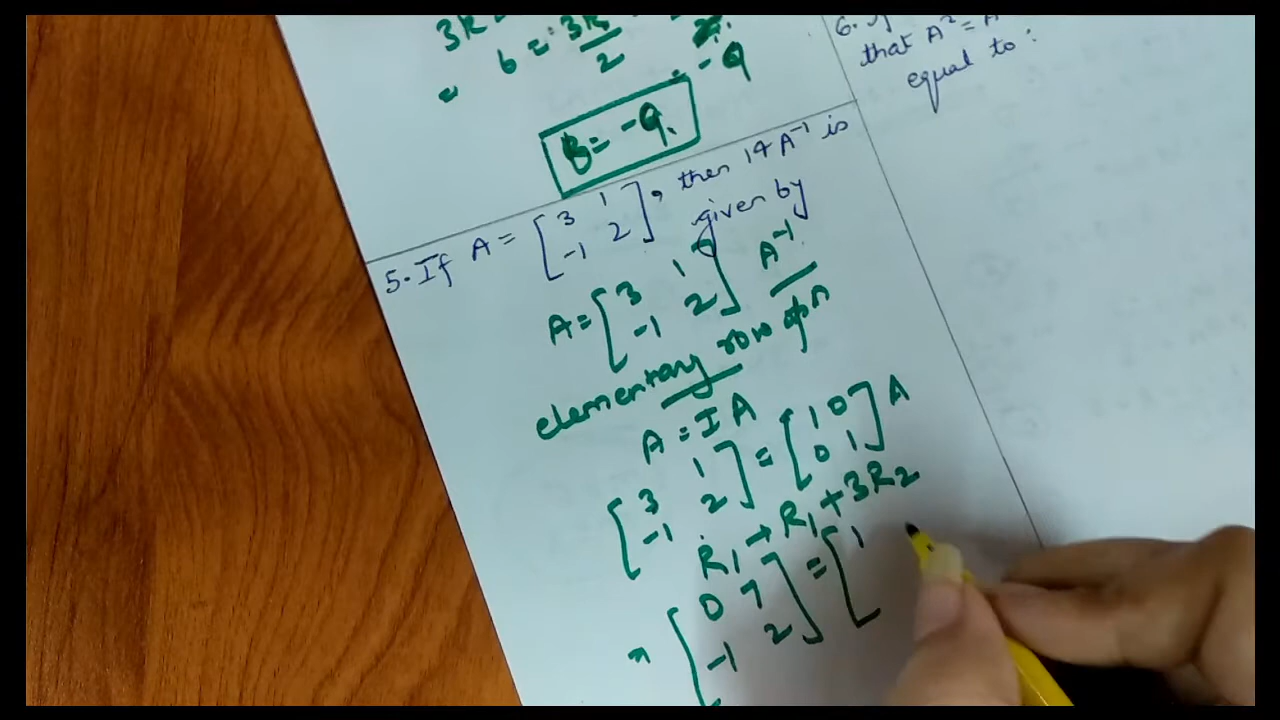 b = 3k/2
= -9
B = -9.
6.
that A² = A
equal to :
5. If A = [3 1; -1 2], then 14 A⁻¹ is
given by
A = [3 1; -1 2] A⁻¹
elementary row opn
A = IA
[3 1; -1 2] = [1 0; 0 1] A
R₁ → R₁ + 3R₂
[0 7; -1 2] = [1